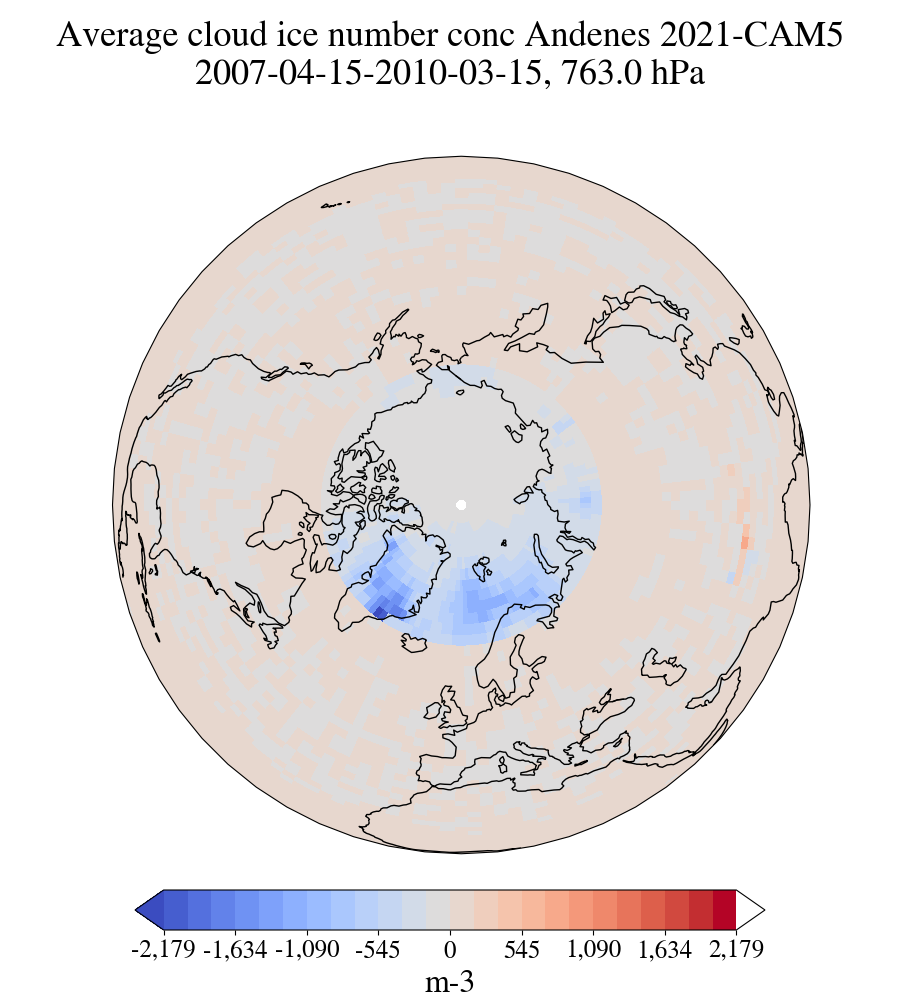 Average cloud ice number conc Andenes 2021-CAM5
2007-04-15-2010-03-15, 763.0 hPa
-2,179 -1,634 -1,090 -545 0 545 1,090 1,634 2,179
m-3